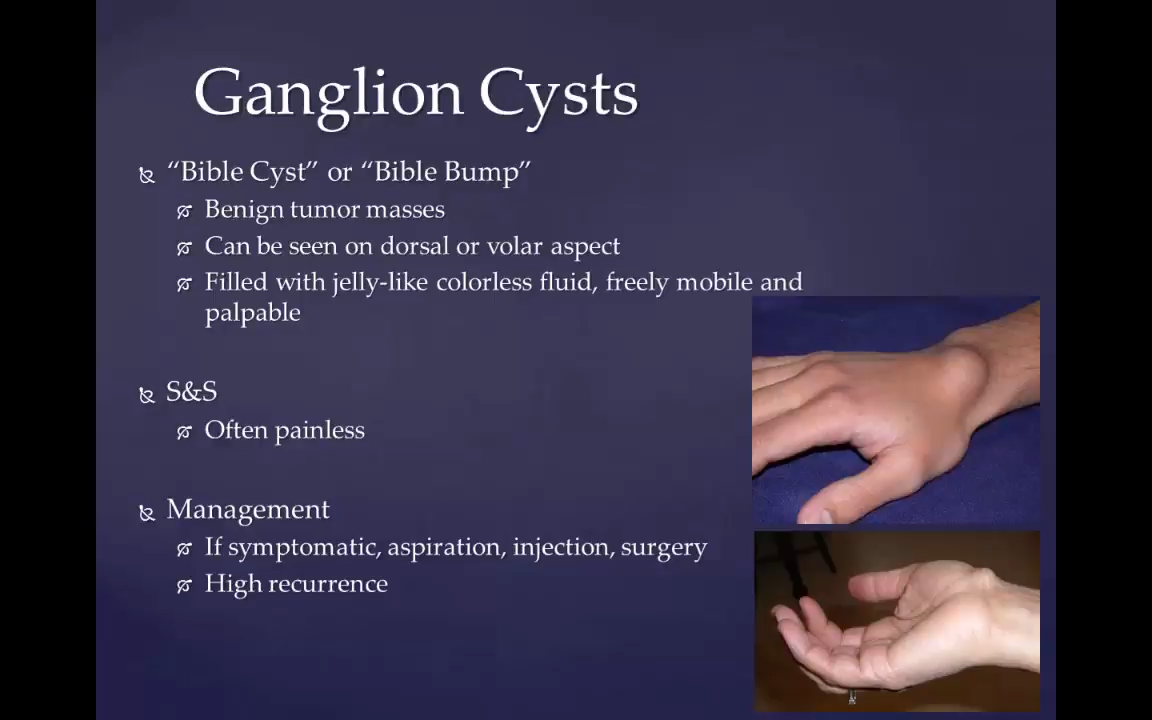 Ganglion Cysts
“Bible Cyst” or “Bible Bump”
Benign tumor masses
Can be seen on dorsal or volar aspect
Filled with jelly-like colorless fluid, freely mobile and
palpable
S&S
Often painless
Management
If symptomatic, aspiration, injection, surgery
High recurrence